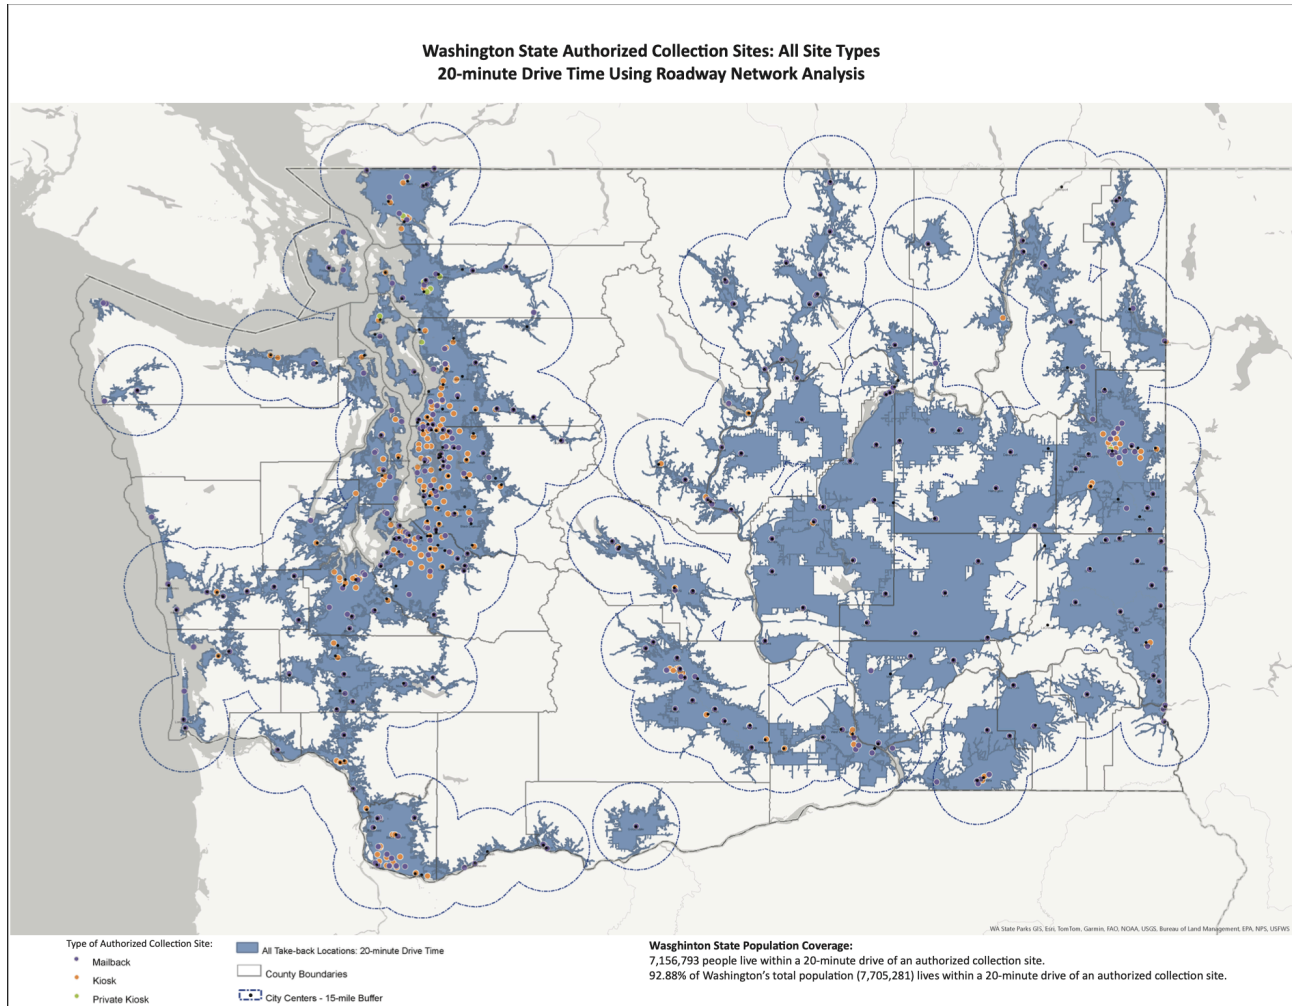 Washington State Authorized Collection Sites: All Site Types
20-minute Drive Time Using Roadway Network Analysis
WA State Parks GIS, Esri, TomTom, Garmin, FAO, NOAA, USGS, Bureau of Land Management, EPA, NPS, USFWS
Type of Authorized Collection Site:
Mailback
Kiosk
Private Kiosk
All Take-back Locations: 20-minute Drive Time
County Boundaries
City Centers - 15-mile Buffer
Wasghinton State Population Coverage:
7,156,793 people live within a 20-minute drive of an authorized collection site.
92.88% of Washington's total population (7,705,281) lives within a 20-minute drive of an authorized collection site.